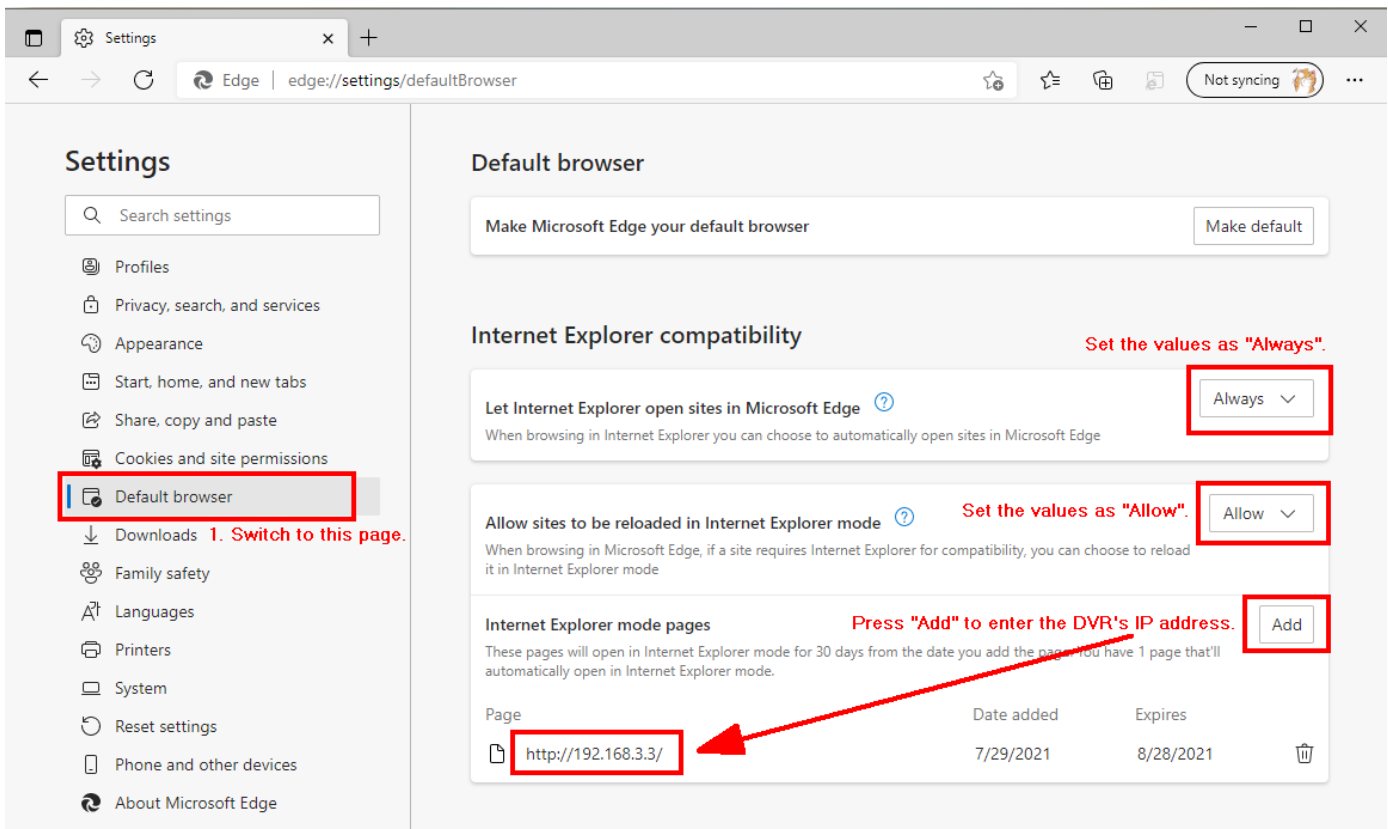 Settings
Edge | edge://settings/defaultBrowser
Not syncing
Settings
Search settings
Profiles
Privacy, search, and services
Appearance
Start, home, and new tabs
Share, copy and paste
Cookies and site permissions
Default browser
Downloads
1. Switch to this page.
Family safety
Languages
Printers
System
Reset settings
Phone and other devices
About Microsoft Edge
Default browser
Make Microsoft Edge your default browser
Make default
Internet Explorer compatibility
Set the values as "Always".
Let Internet Explorer open sites in Microsoft Edge
Always
When browsing in Internet Explorer you can choose to automatically open sites in Microsoft Edge
Allow sites to be reloaded in Internet Explorer mode
Set the values as "Allow".
Allow
When browsing in Microsoft Edge, if a site requires Internet Explorer for compatibility, you can choose to reload
it in Internet Explorer mode
Internet Explorer mode pages
Press "Add" to enter the DVR's IP address.
Add
These pages will open in Internet Explorer mode for 30 days from the date you add the page. You have 1 page that'll
automatically open in Internet Explorer mode.
Page Date added Expires
http://192.168.3.3/ 7/29/2021 8/28/2021